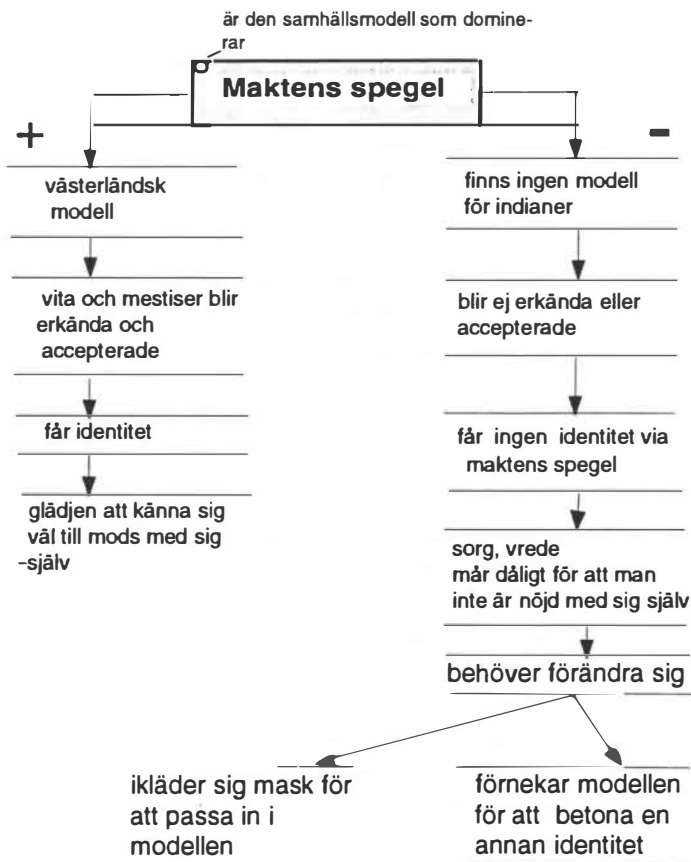 är den samhällsmodell som domine-
rar
Maktens spegel
+
-
västerländsk
modell
vita och mestiser blir
erkända och
accepterade
får identitet
glädjen att känna sig
väl till mods med sig
-själv
finns ingen modell
för indianer
blir ej erkända eller
accepterade
får ingen identitet via
maktens spegel
sorg, vrede
mår dåligt för att man
inte är nöjd med sig själv
behöver förändra sig
ikläder sig mask för
att passa in i
modellen
förnekar modellen
för att betona en
annan identitet